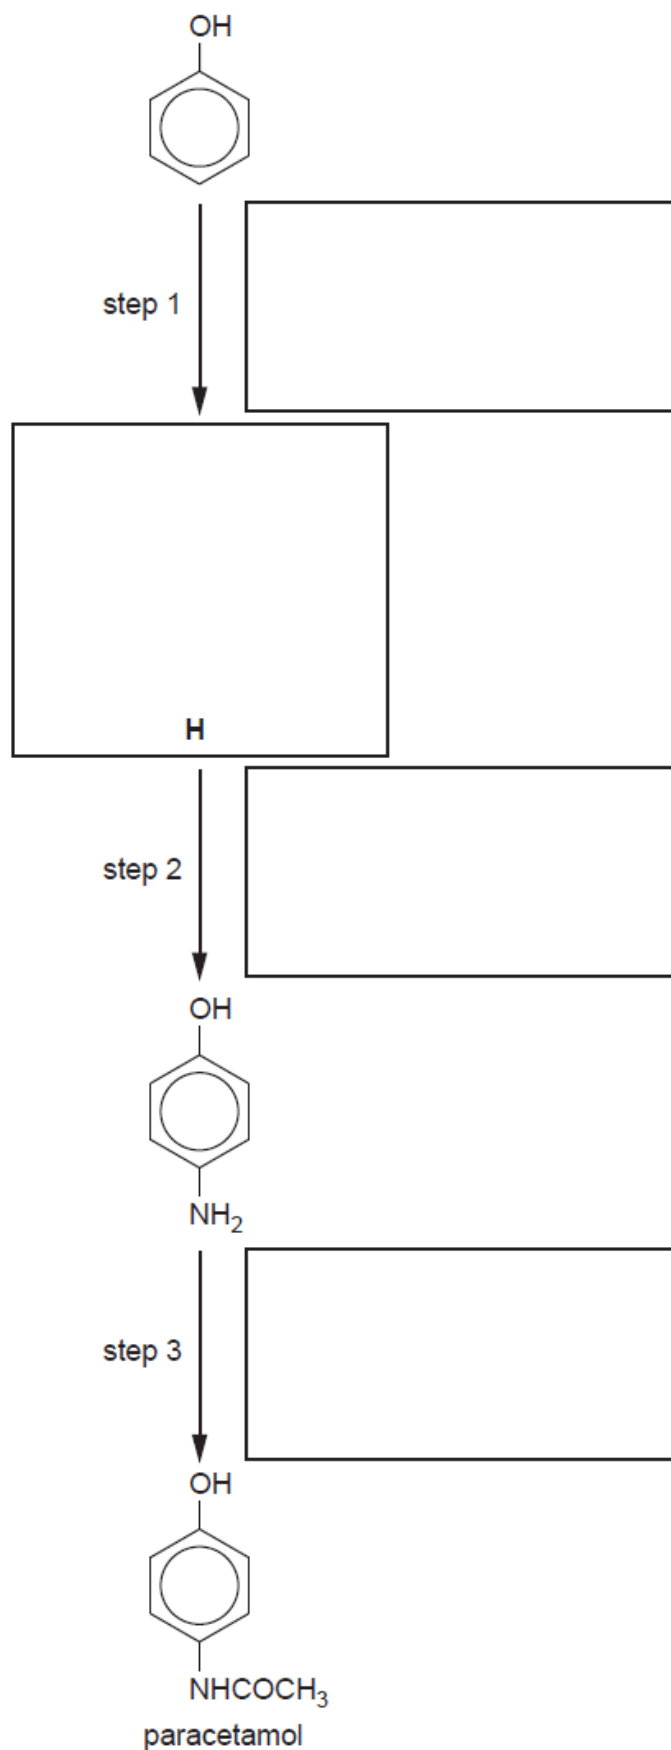 OH
step 1
H
step 2
OH
NH₂
step 3
OH
NHCOCH₃
paracetamol